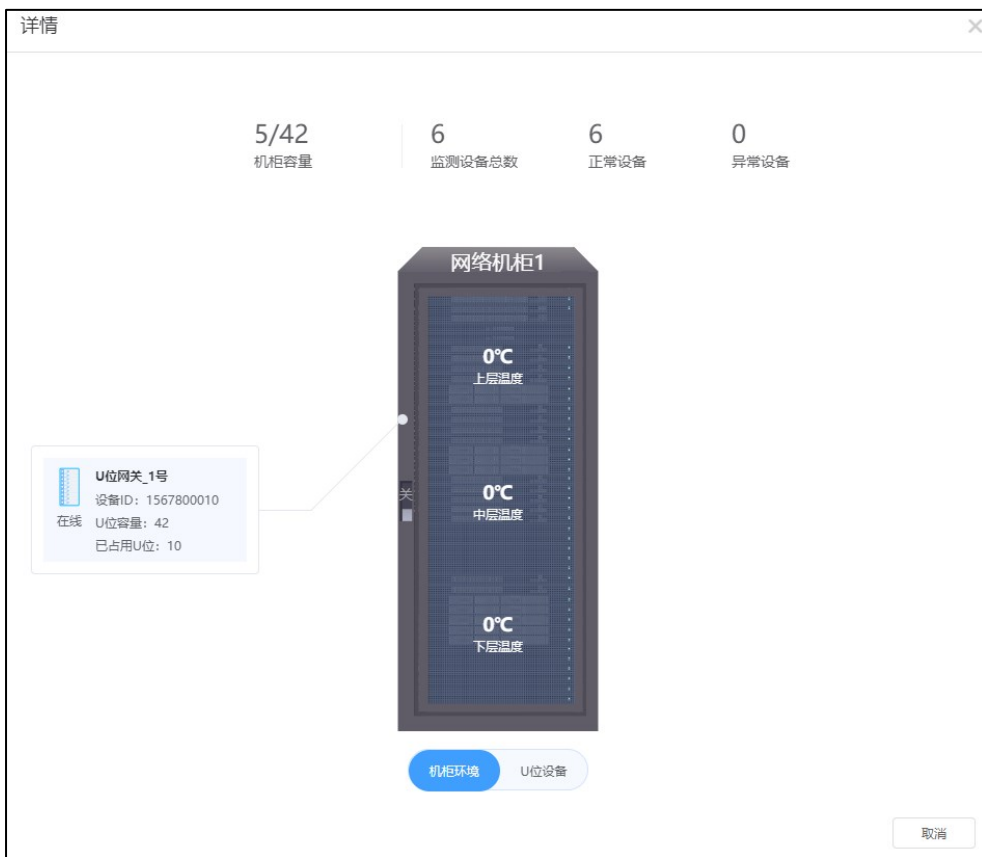 详情
5/42
机柜容量
6
监测设备总数
6
正常设备
0
异常设备
网络机柜1
0℃
上层温度
U位网关_1号
设备ID：1567800010
在线
U位容量：42
已占用U位：10
关
0℃
中层温度
0℃
下层温度
机柜环境
U位设备
取消